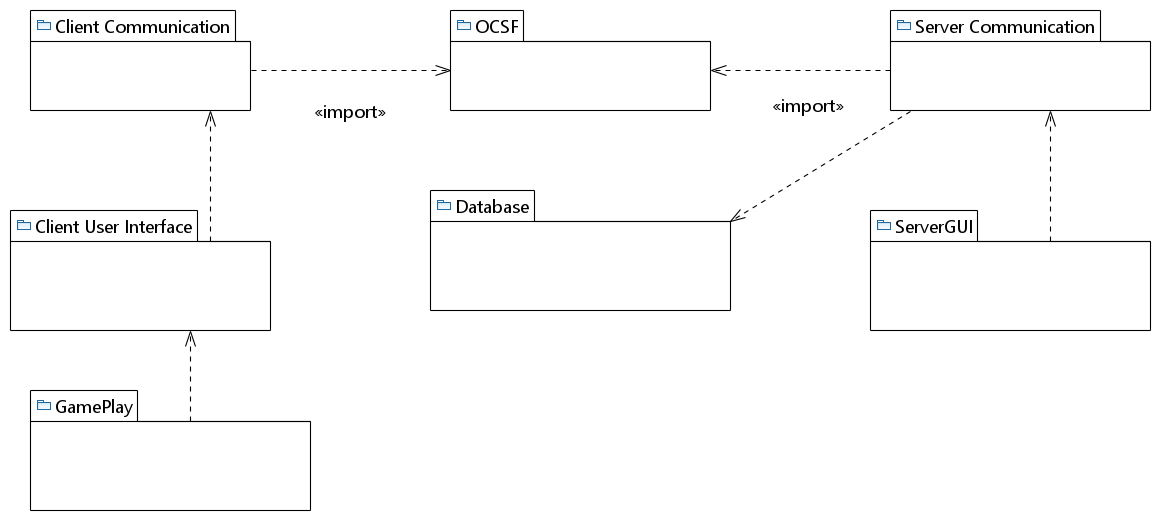 Client Communication
OCSF
Server Communication
«import»
«import»
Database
Client User Interface
ServerGUI
GamePlay